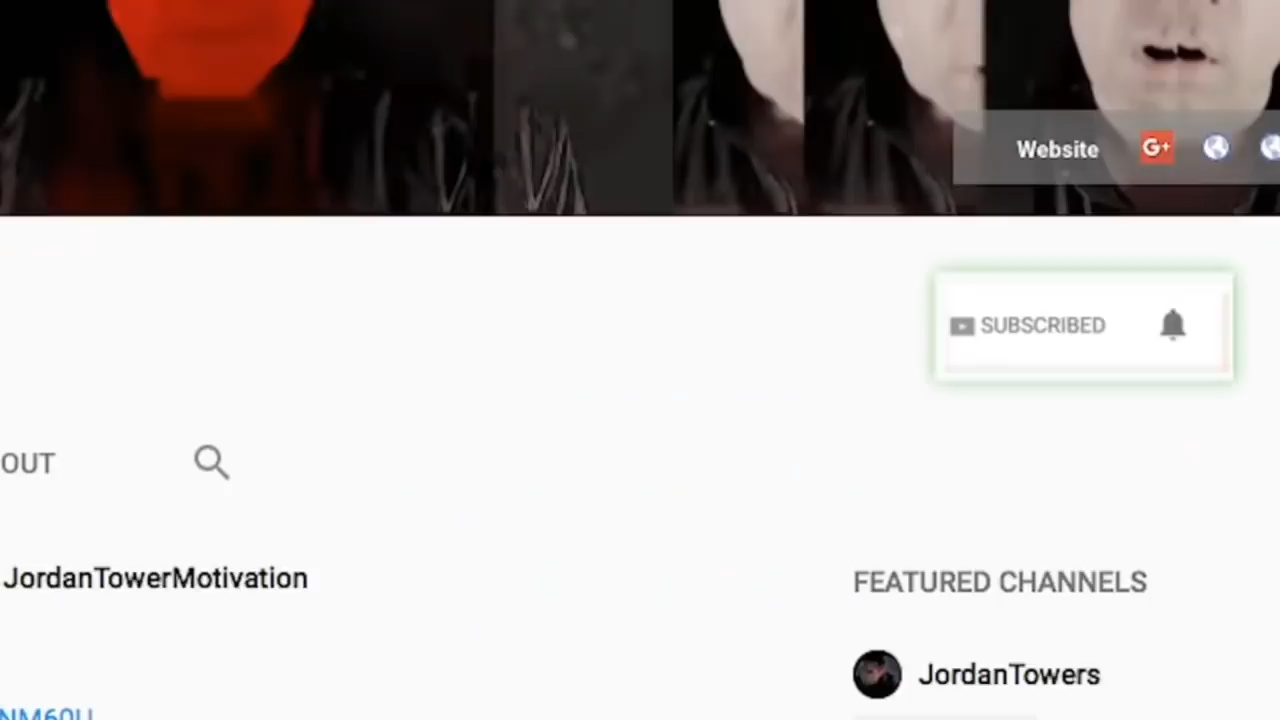 Website G+
SUBSCRIBED
OUT
JordanTowerMotivation
FEATURED CHANNELS
JordanTowers